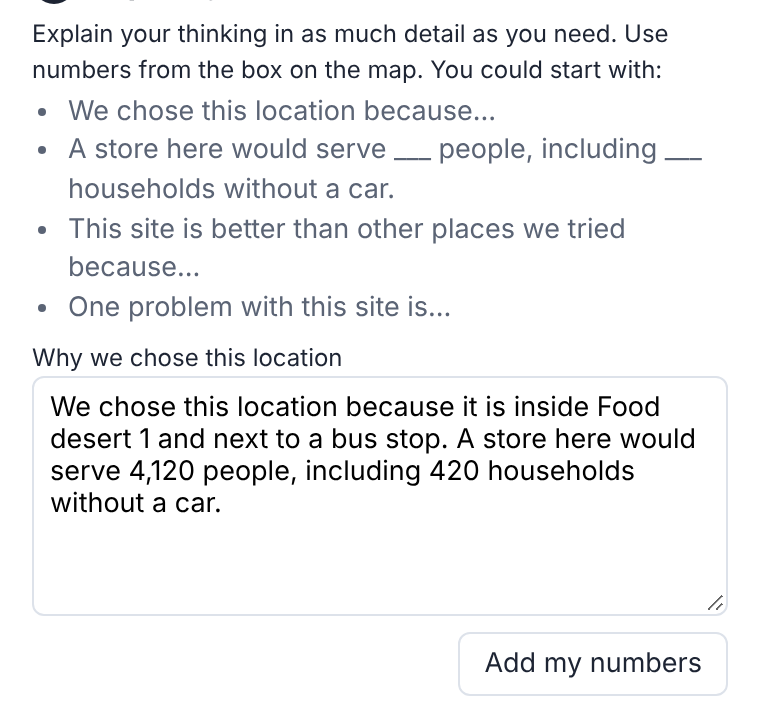 Explain your thinking in as much detail as you need. Use
numbers from the box on the map. You could start with:
• We chose this location because...
• A store here would serve ___ people, including ___
households without a car.
• This site is better than other places we tried
because...
• One problem with this site is...
Why we chose this location
We chose this location because it is inside Food
desert 1 and next to a bus stop. A store here would
serve 4,120 people, including 420 households
without a car.
Add my numbers